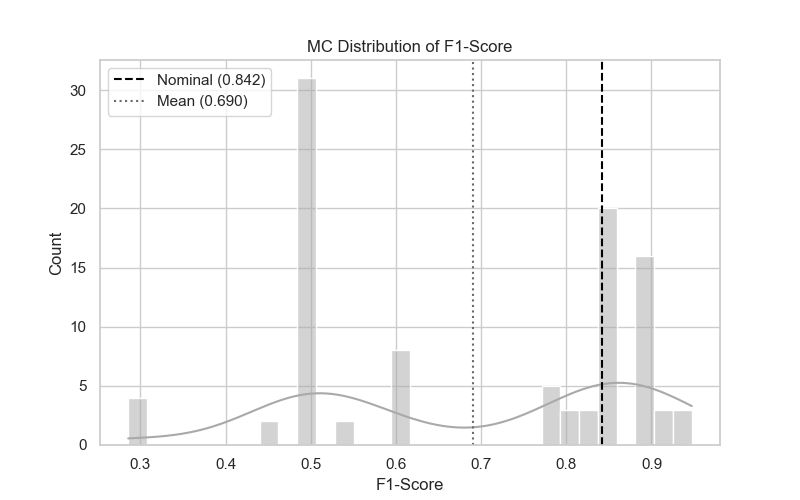 MC Distribution of F1-Score
Nominal (0.842)
Mean (0.690)
30
25
20
15
10
5
0
Count
0.3 0.4 0.5 0.6 0.7 0.8 0.9
F1-Score